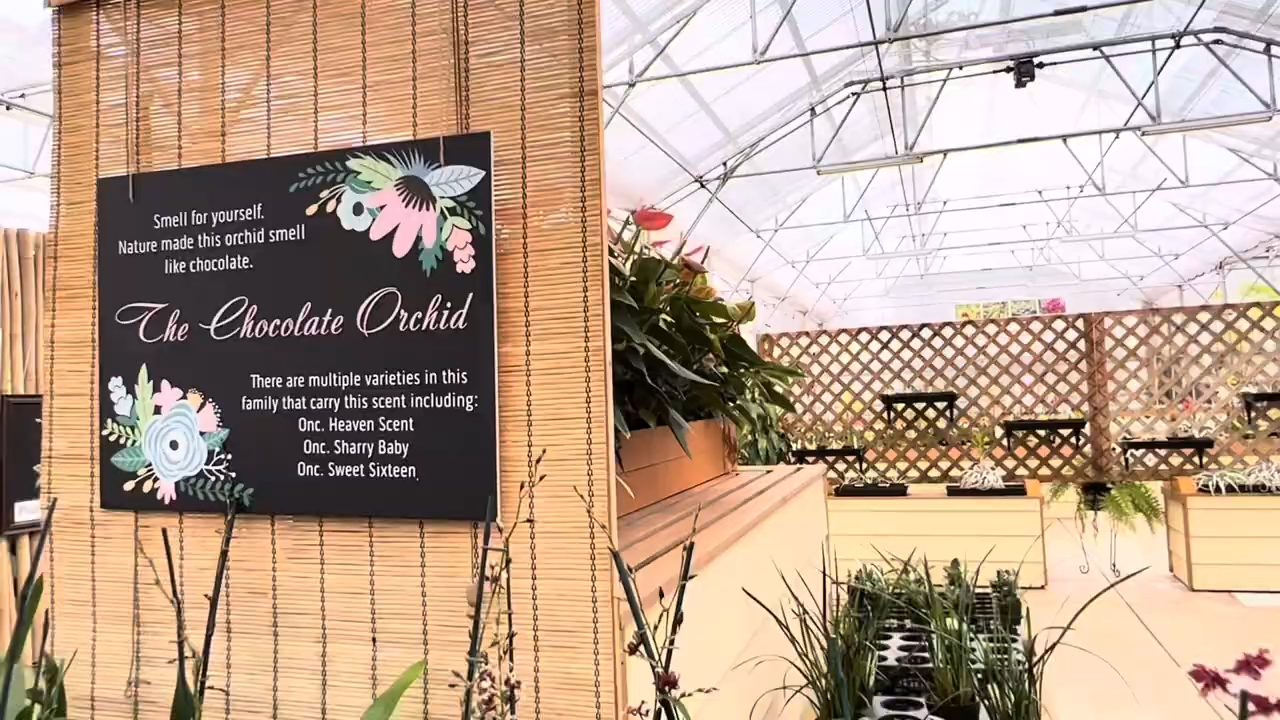 Smell for yourself.
Nature made this orchid smell
like chocolate.
The Chocolate Orchid
There are multiple varieties in this
family that carry this scent including:
Onc. Heaven Scent
Onc. Sharry Baby
Onc. Sweet Sixteen